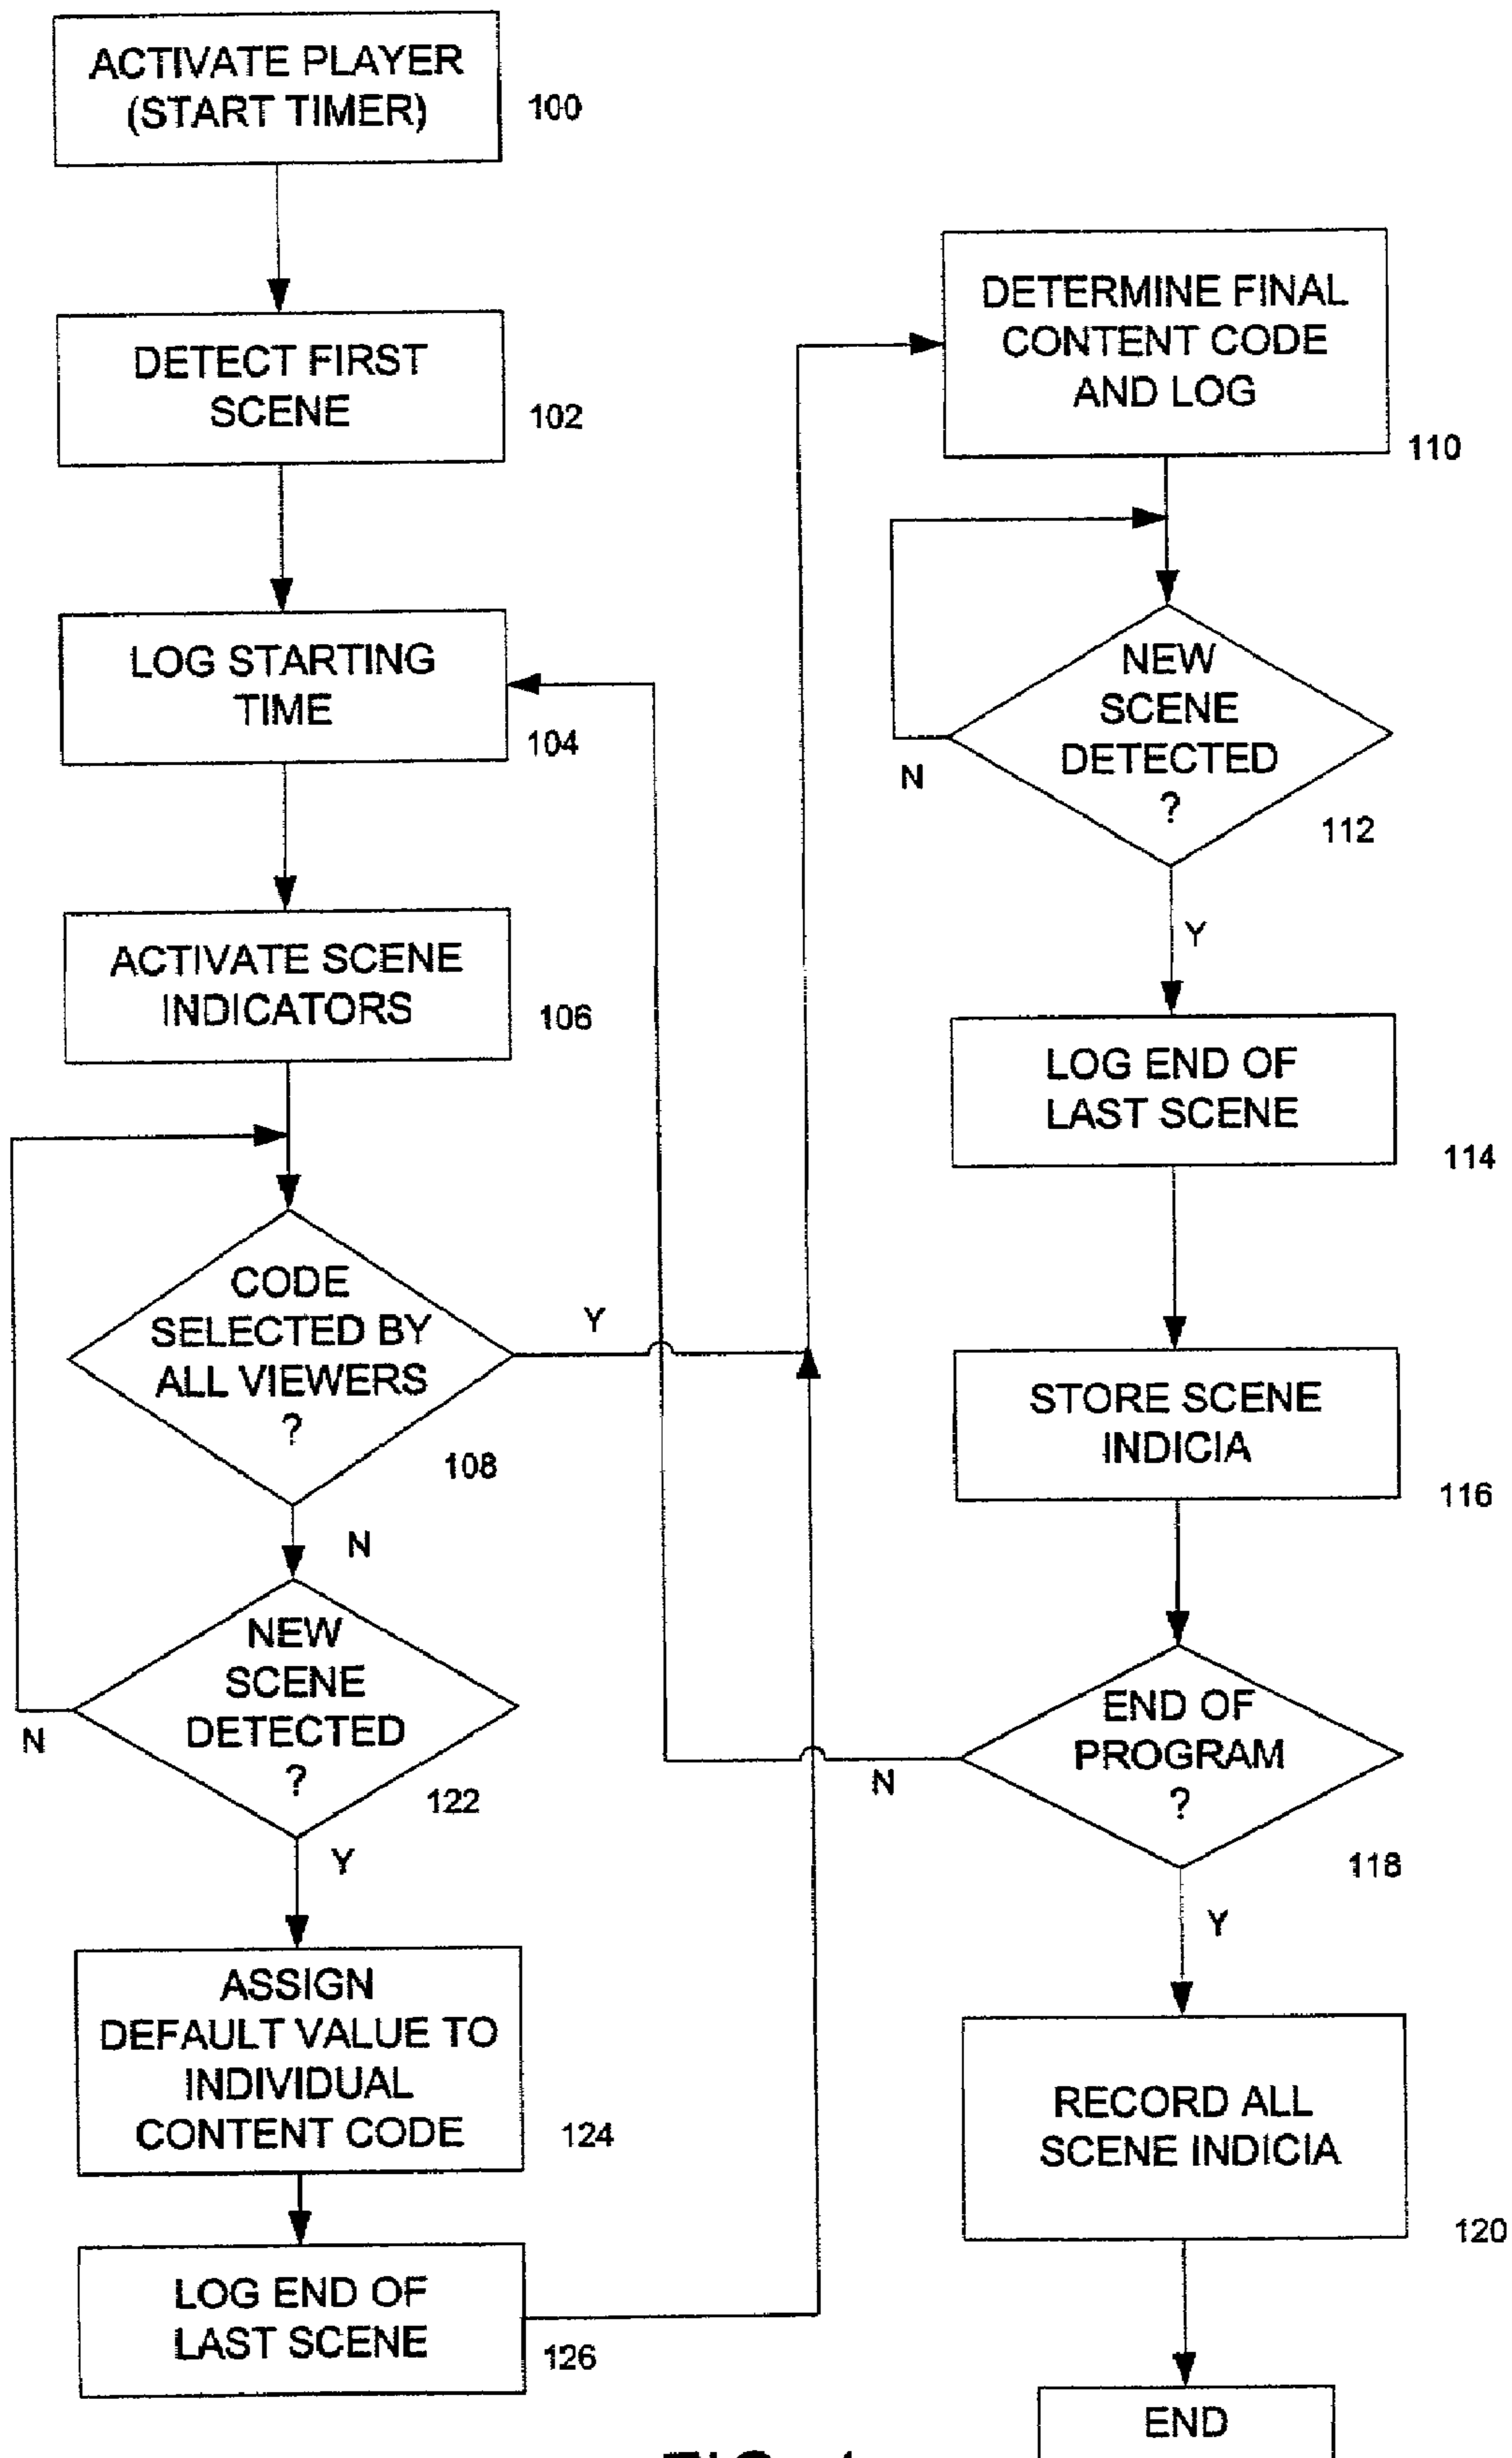 ACTIVATE PLAYER
(START TIMER)
100
DETECT FIRST
SCENE
102
LOG STARTING
TIME
104
ACTIVATE SCENE
INDICATORS
106
CODE
SELECTED BY
ALL VIEWERS
?
108
Y
N
NEW
SCENE
DETECTED
?
122
N
Y
ASSIGN
DEFAULT VALUE TO
INDIVIDUAL
CONTENT CODE
124
LOG END OF
LAST SCENE
126
DETERMINE FINAL
CONTENT CODE
AND LOG
110
NEW
SCENE
DETECTED
?
112
N
Y
LOG END OF
LAST SCENE
114
STORE SCENE
INDICIA
116
END OF
PROGRAM
?
118
N
Y
RECORD ALL
SCENE INDICIA
120
END